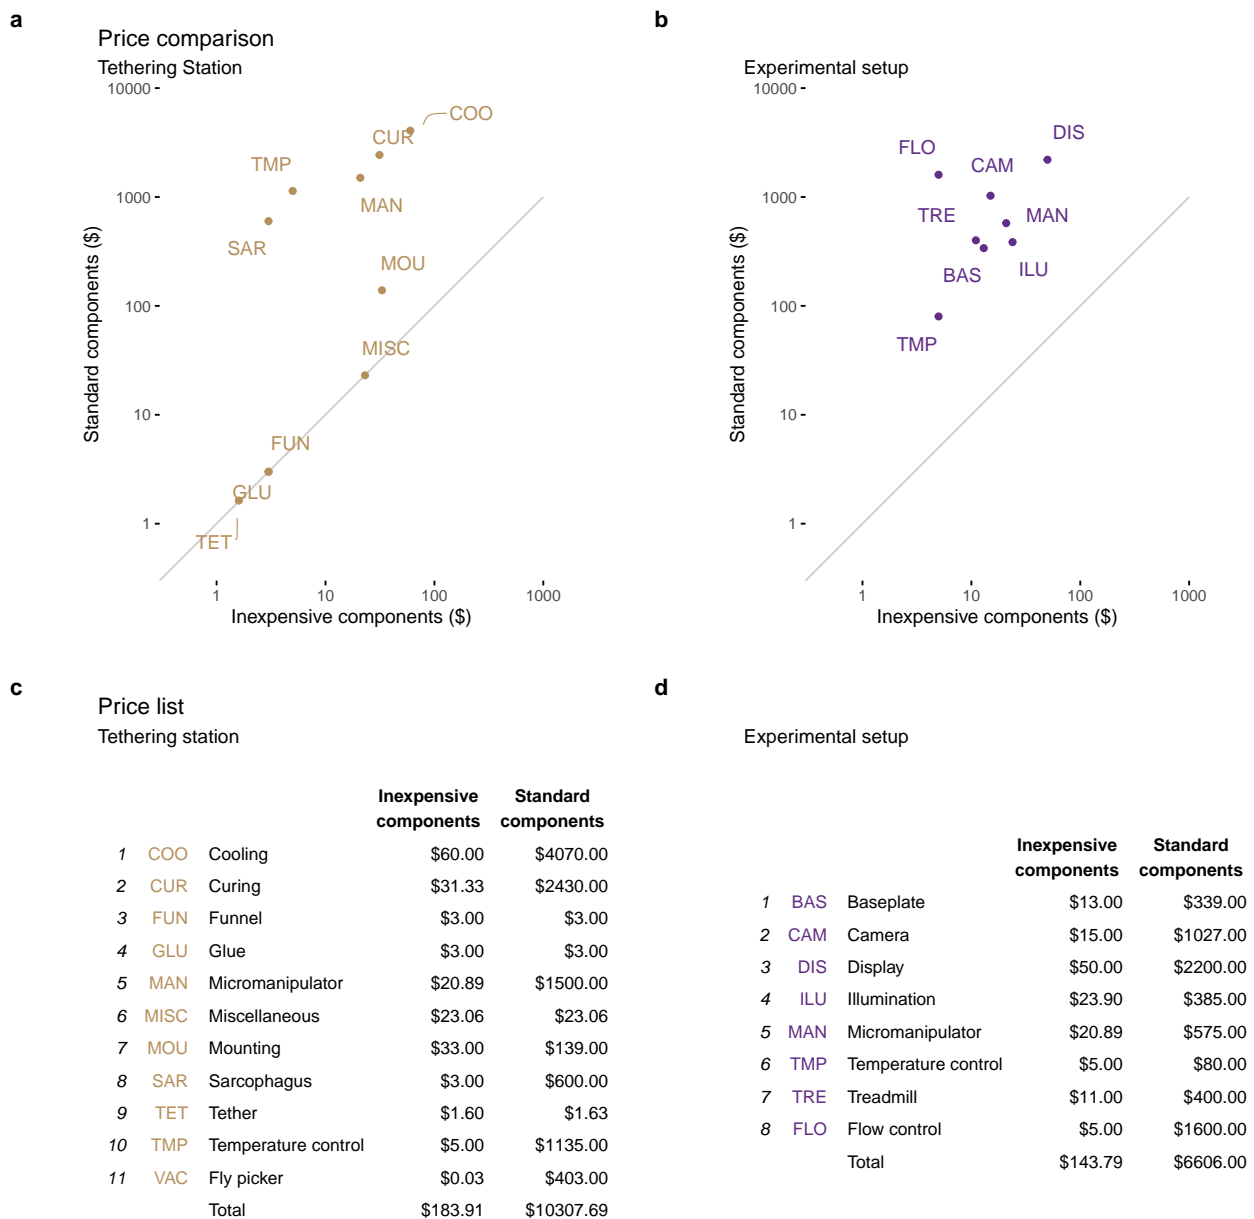 a
Price comparison
Tethering Station
10000
1000
100
10
1
Standard components ($)
COO
CUR
TMP
MAN
SAR
MOU
MISC
FUN
GLU
TET
1 10 100 1000
Inexpensive components ($)
b
Experimental setup
10000
1000
100
10
1
Standard components ($)
DIS
FLO
CAM
TRE
MAN
BAS
ILU
TMP
1 10 100 1000
Inexpensive components ($)
c
Price list
Tethering station
Inexpensive Standard
components components
1 COO Cooling $60.00 $4070.00
2 CUR Curing $31.33 $2430.00
3 FUN Funnel $3.00 $3.00
4 GLU Glue $3.00 $3.00
5 MAN Micromanipulator $20.89 $1500.00
6 MISC Miscellaneous $23.06 $23.06
7 MOU Mounting $33.00 $139.00
8 SAR Sarcophagus $3.00 $600.00
9 TET Tether $1.60 $1.63
10 TMP Temperature control $5.00 $1135.00
11 VAC Fly picker $0.03 $403.00
Total $183.91 $10307.69
d
Experimental setup
Inexpensive Standard
components components
1 BAS Baseplate $13.00 $339.00
2 CAM Camera $15.00 $1027.00
3 DIS Display $50.00 $2200.00
4 ILU Illumination $23.90 $385.00
5 MAN Micromanipulator $20.89 $575.00
6 TMP Temperature control $5.00 $80.00
7 TRE Treadmill $11.00 $400.00
8 FLO Flow control $5.00 $1600.00
Total $143.79 $6606.00